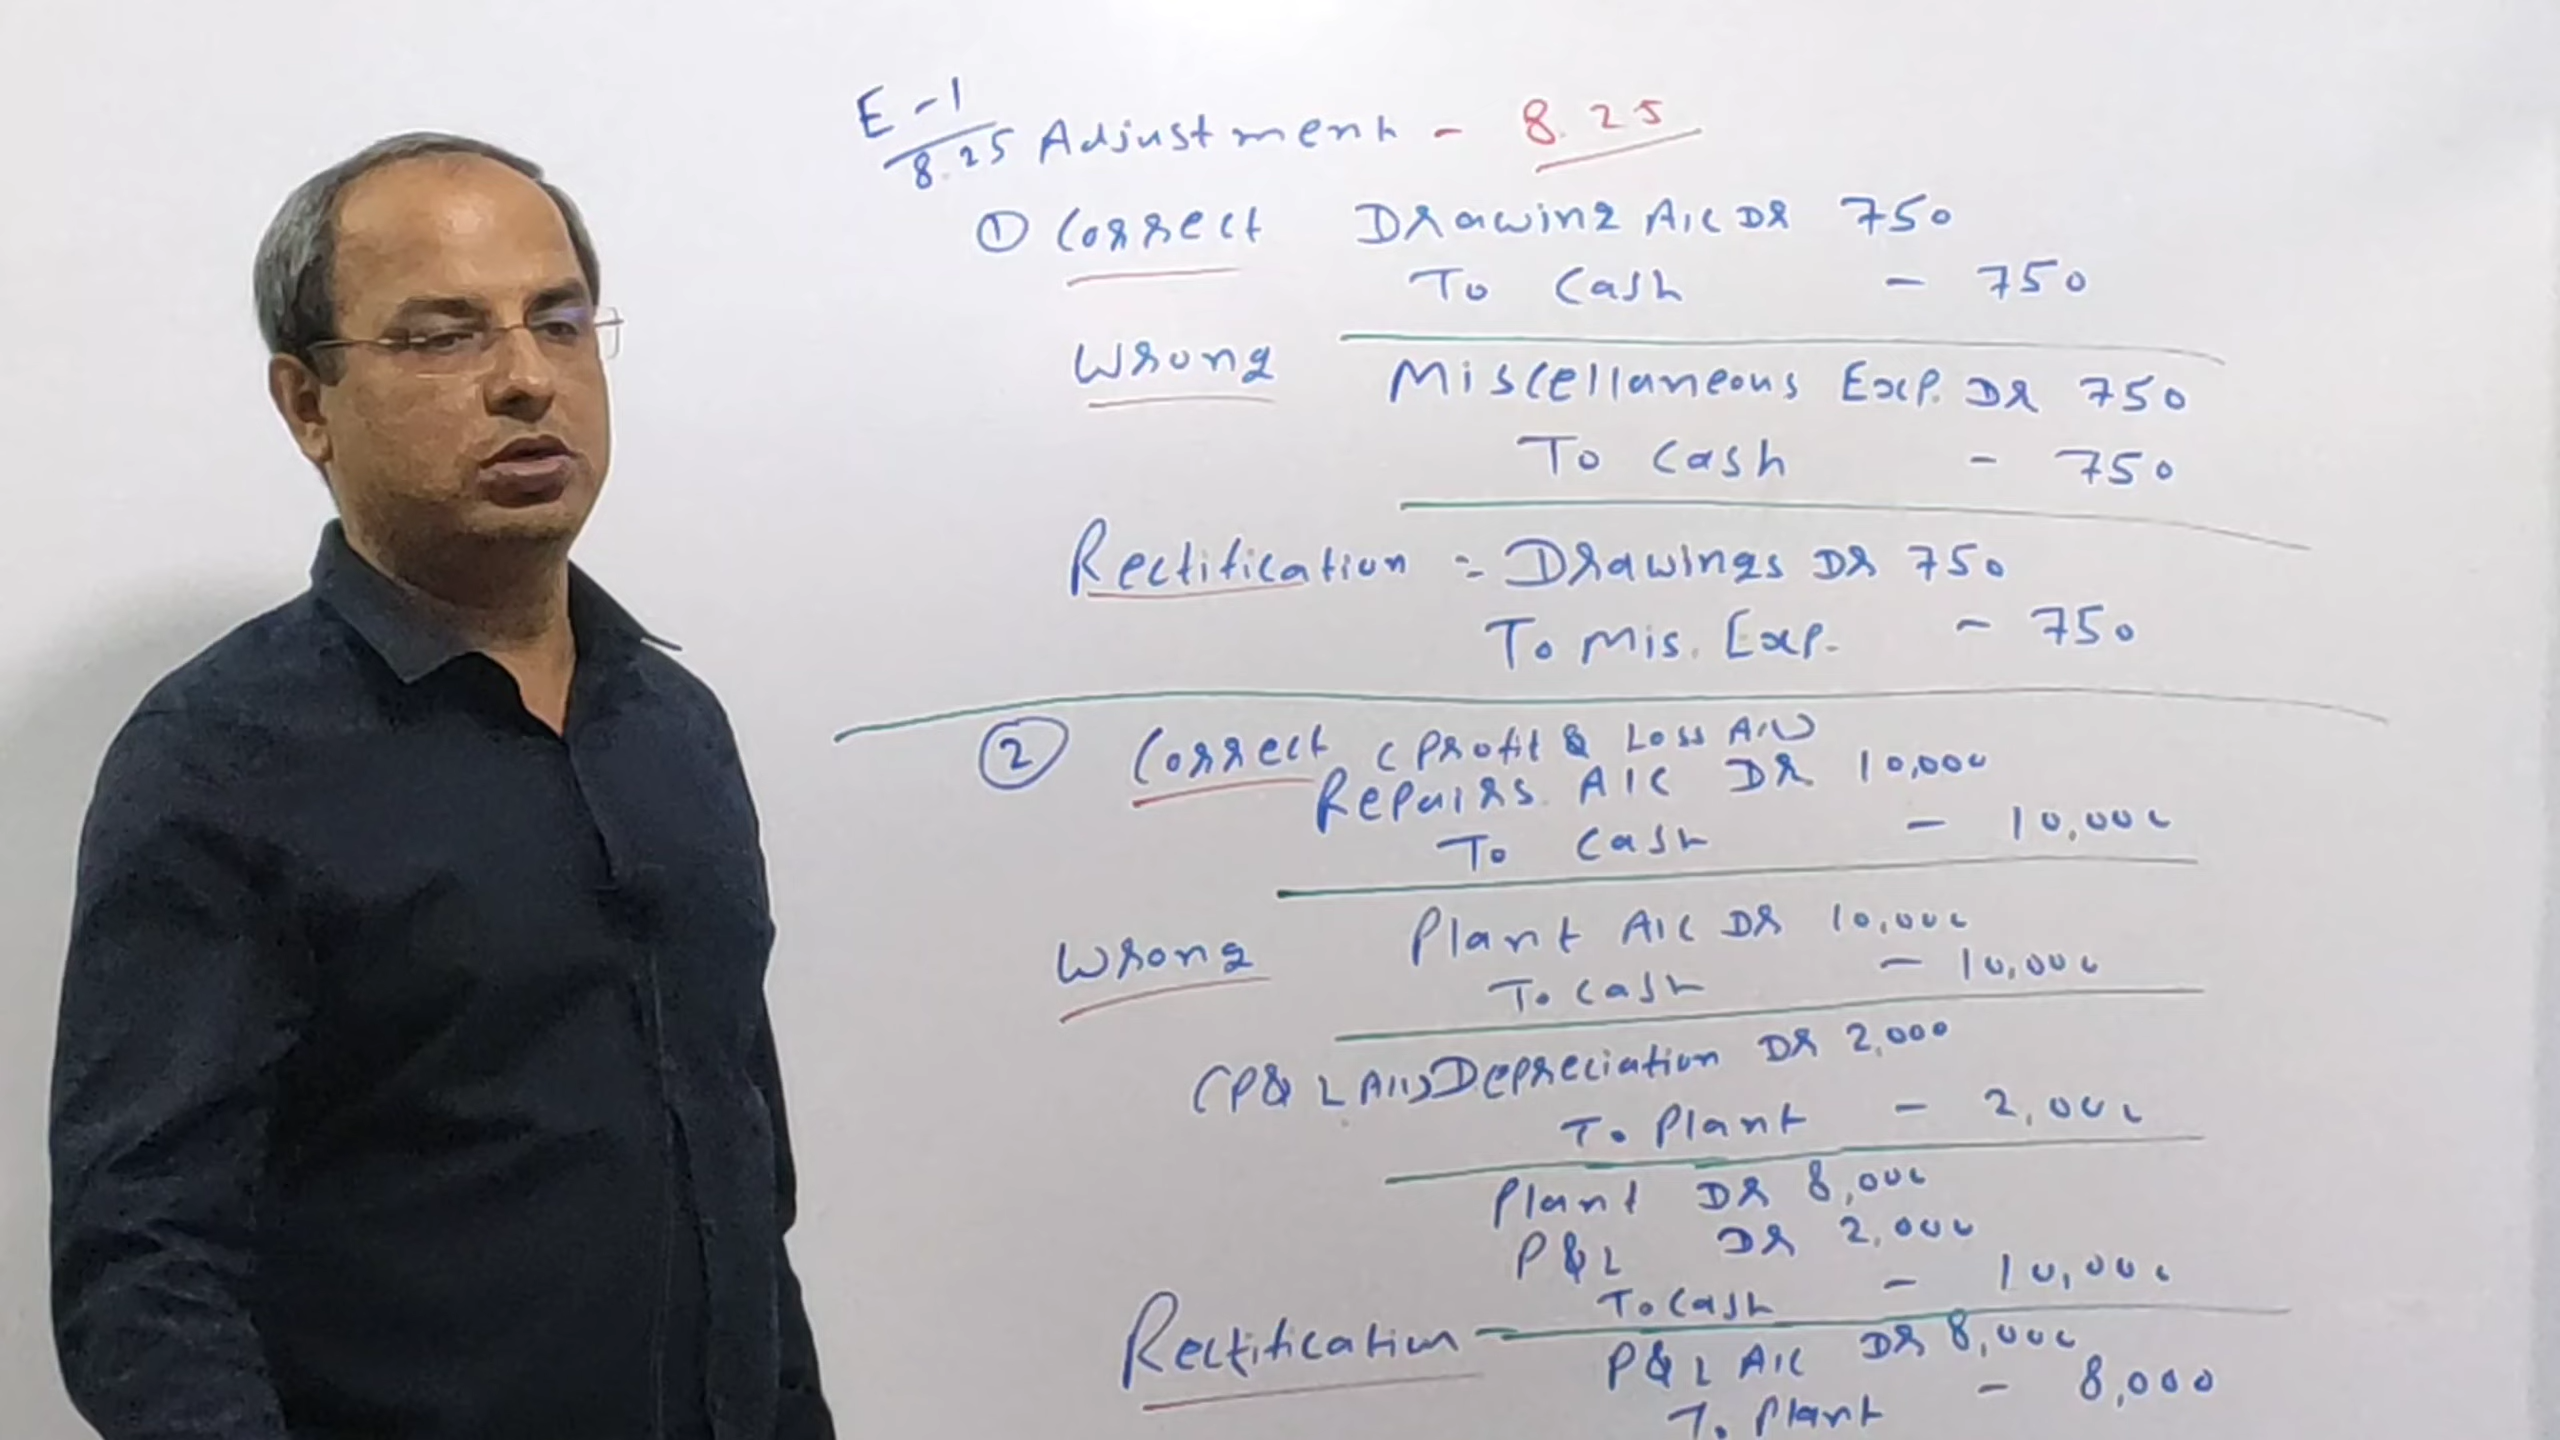 E-1
8.25 Adjustment - 8.25
① Correct Drawing A/c Dr 750
To Cash - 750
Wrong Miscellaneous Exp. Dr 750
To Cash - 750
Rectification = Drawings Dr 750
To Mis. Exp. - 750
② Correct (Profit & Loss A/c)
Repairs A/c Dr 10,000
To Cash - 10,000
Wrong Plant A/c Dr 10,000
To Cash - 10,000
(P & L A/c) Depreciation Dr 2,000
To Plant - 2,000
Plant Dr 8,000
P & L Dr 2,000
To Cash - 10,000
Rectification - P & L A/c Dr 8,000
To Plant - 8,000